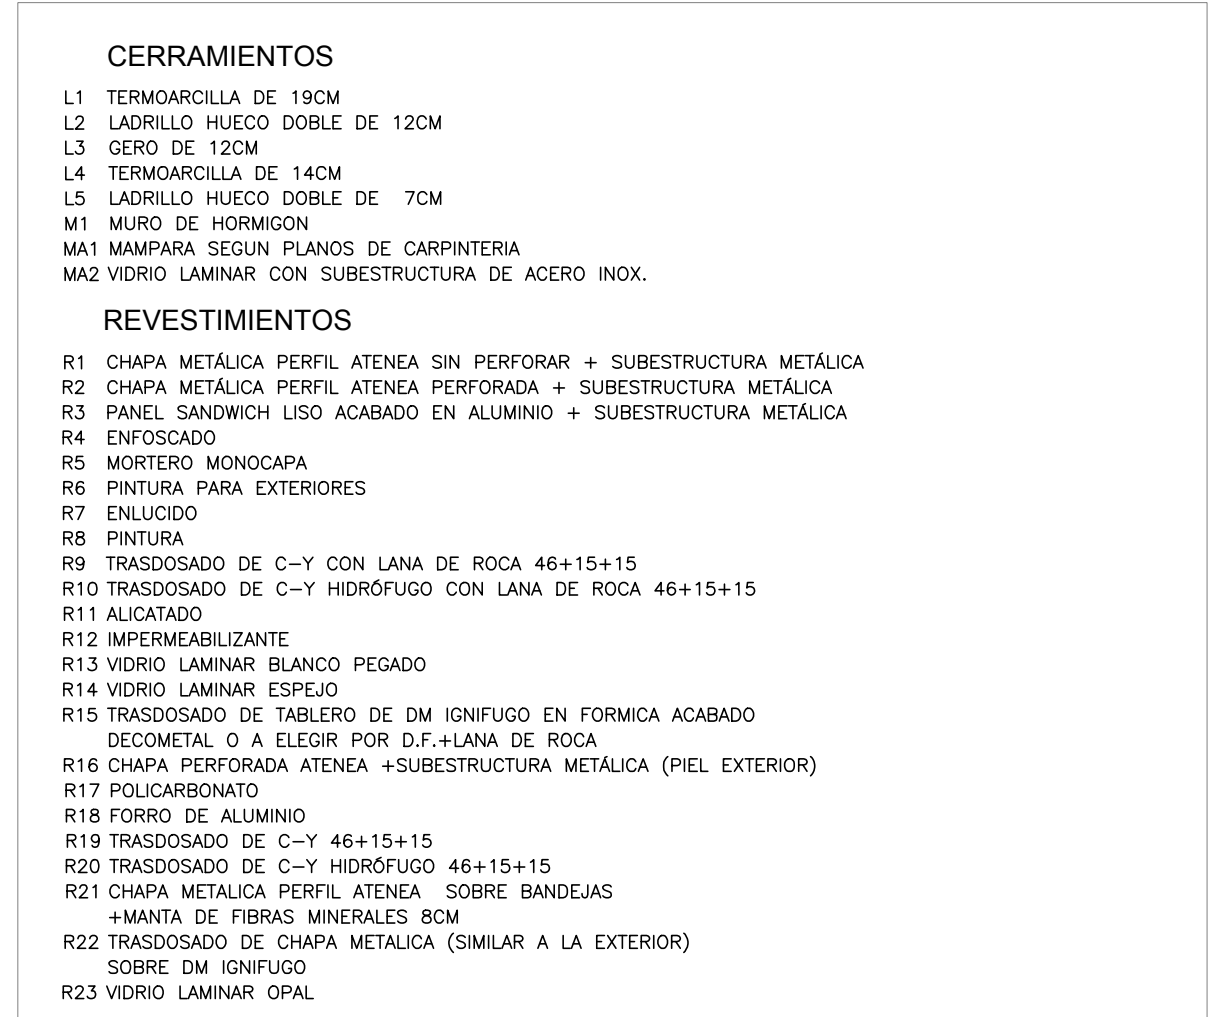 CERRAMIENTOS
L1 TERMOARCILLA DE 19CM
L2 LADRILLO HUECO DOBLE DE 12CM
L3 GERO DE 12CM
L4 TERMOARCILLA DE 14CM
L5 LADRILLO HUECO DOBLE DE 7CM
M1 MURO DE HORMIGON
MA1 MAMPARA SEGUN PLANOS DE CARPINTERIA
MA2 VIDRIO LAMINAR CON SUBESTRUCTURA DE ACERO INOX.
REVESTIMIENTOS
R1 CHAPA METÁLICA PERFIL ATENEA SIN PERFORAR + SUBESTRUCTURA METÁLICA
R2 CHAPA METÁLICA PERFIL ATENEA PERFORADA + SUBESTRUCTURA METÁLICA
R3 PANEL SANDWICH LISO ACABADO EN ALUMINIO + SUBESTRUCTURA METÁLICA
R4 ENFOSCADO
R5 MORTERO MONOCAPA
R6 PINTURA PARA EXTERIORES
R7 ENLUCIDO
R8 PINTURA
R9 TRASDOSADO DE C-Y CON LANA DE ROCA 46+15+15
R10 TRASDOSADO DE C-Y HIDRÓFUGO CON LANA DE ROCA 46+15+15
R11 ALICATADO
R12 IMPERMEABILIZANTE
R13 VIDRIO LAMINAR BLANCO PEGADO
R14 VIDRIO LAMINAR ESPEJO
R15 TRASDOSADO DE TABLERO DE DM IGNIFUGO EN FORMICA ACABADO
DECOMETAL O A ELEGIR POR D.F.+LANA DE ROCA
R16 CHAPA PERFORADA ATENEA +SUBESTRUCTURA METÁLICA (PIEL EXTERIOR)
R17 POLICARBONATO
R18 FORRO DE ALUMINIO
R19 TRASDOSADO DE C-Y 46+15+15
R20 TRASDOSADO DE C-Y HIDRÓFUGO 46+15+15
R21 CHAPA METALICA PERFIL ATENEA SOBRE BANDEJAS
+MANTA DE FIBRAS MINERALES 8CM
R22 TRASDOSADO DE CHAPA METALICA (SIMILAR A LA EXTERIOR)
SOBRE DM IGNIFUGO
R23 VIDRIO LAMINAR OPAL